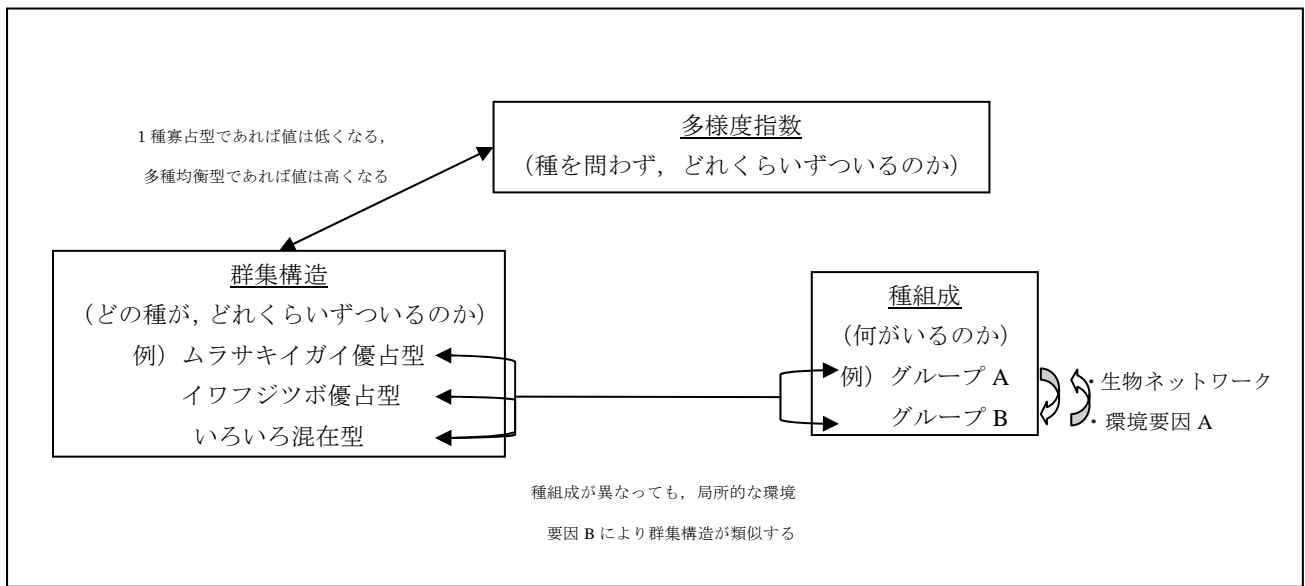 1 種寡占型であれば値は低くなる，
多種均衡型であれば値は高くなる
多様度指数
（種を問わず，どれくらいずついるのか）
群集構造
（どの種が，どれくらいずついるのか）
例）ムラサキイガイ優占型
イワフジツボ優占型
いろいろ混在型
種組成
（何がいるのか）
例）グループ A
グループ B
・生物ネットワーク
・環境要因 A
種組成が異なっても，局所的な環境
要因 B により群集構造が類似する